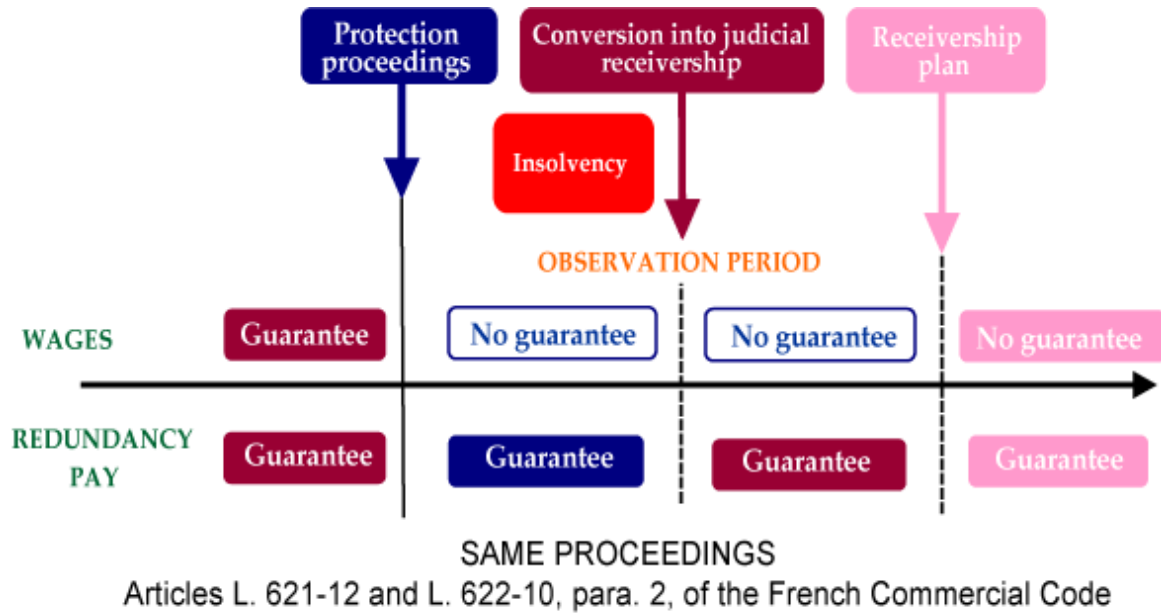 Protection
proceedings
Conversion into judicial
receivership
Receivership
plan
Insolvency
OBSERVATION PERIOD
WAGES
Guarantee
No guarantee
No guarantee
No guarantee
REDUNDANCY
PAY
Guarantee
Guarantee
Guarantee
Guarantee
SAME PROCEEDINGS
Articles L. 621-12 and L. 622-10, para. 2, of the French Commercial Code